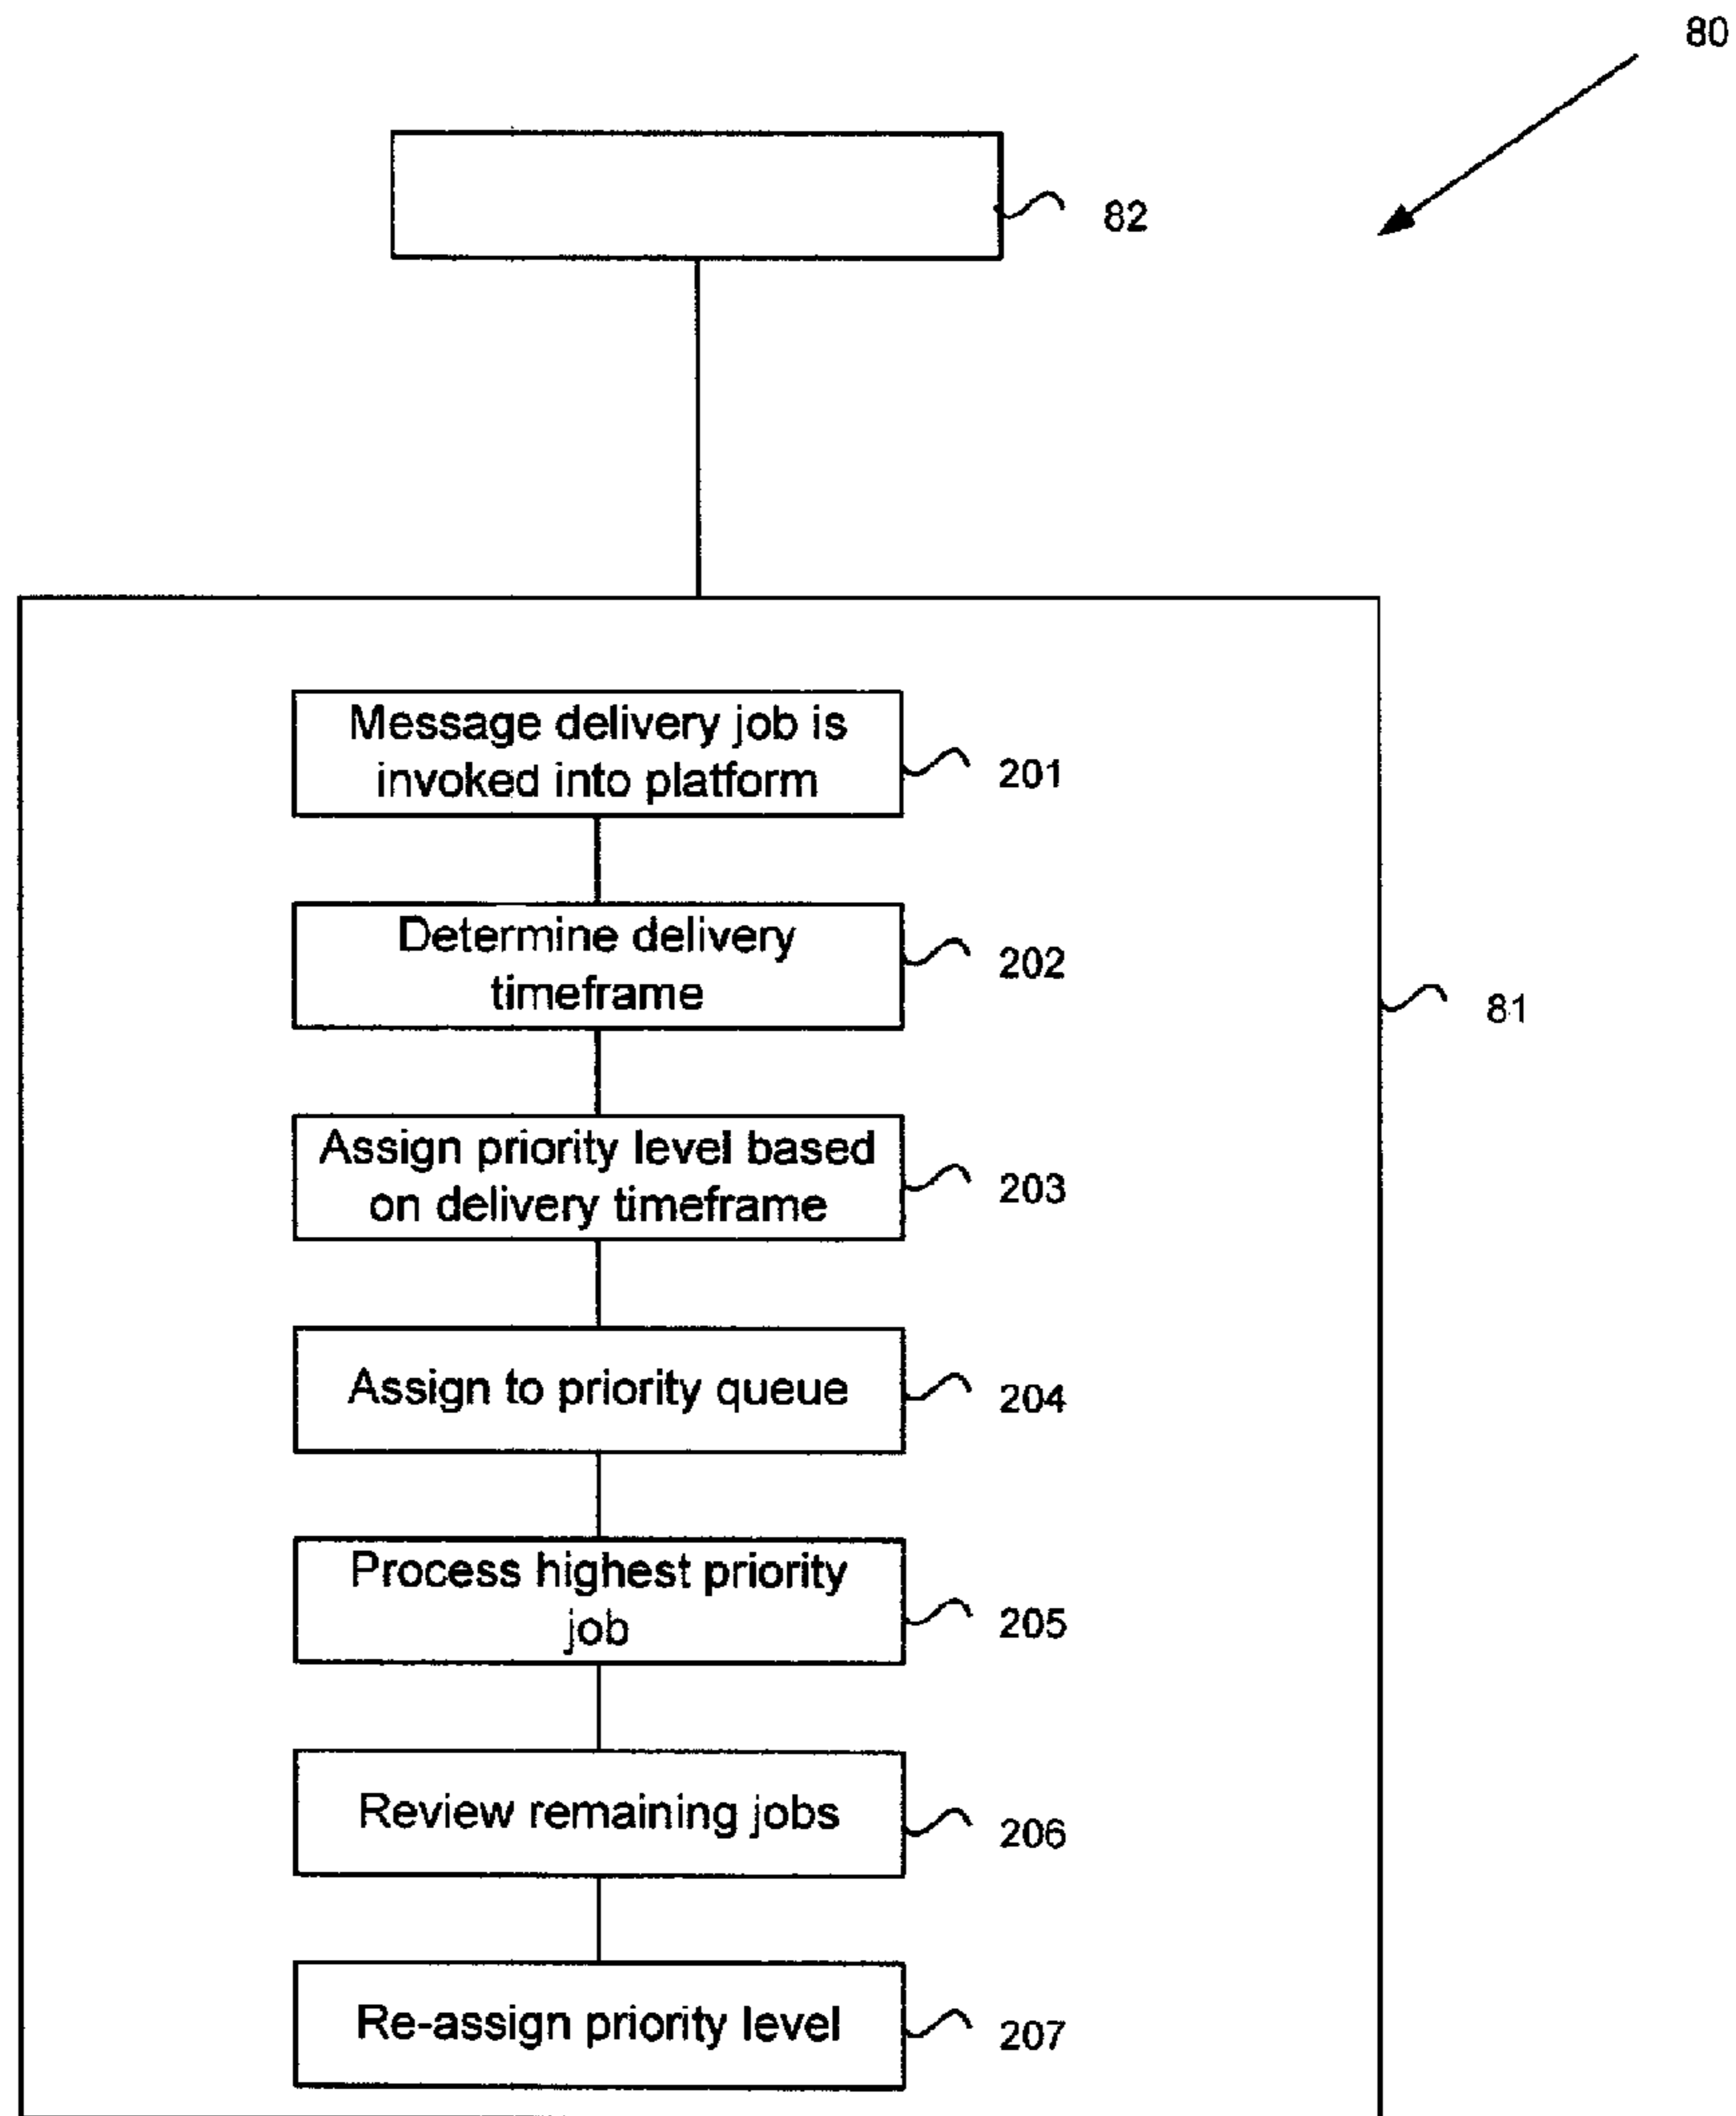 80
82
Message delivery job is
invoked into platform
201
Determine delivery
timeframe
202
81
Assign priority level based
on delivery timeframe
203
Assign to priority queue
204
Process highest priority
job
205
Review remaining jobs
206
Re-assign priority level
207